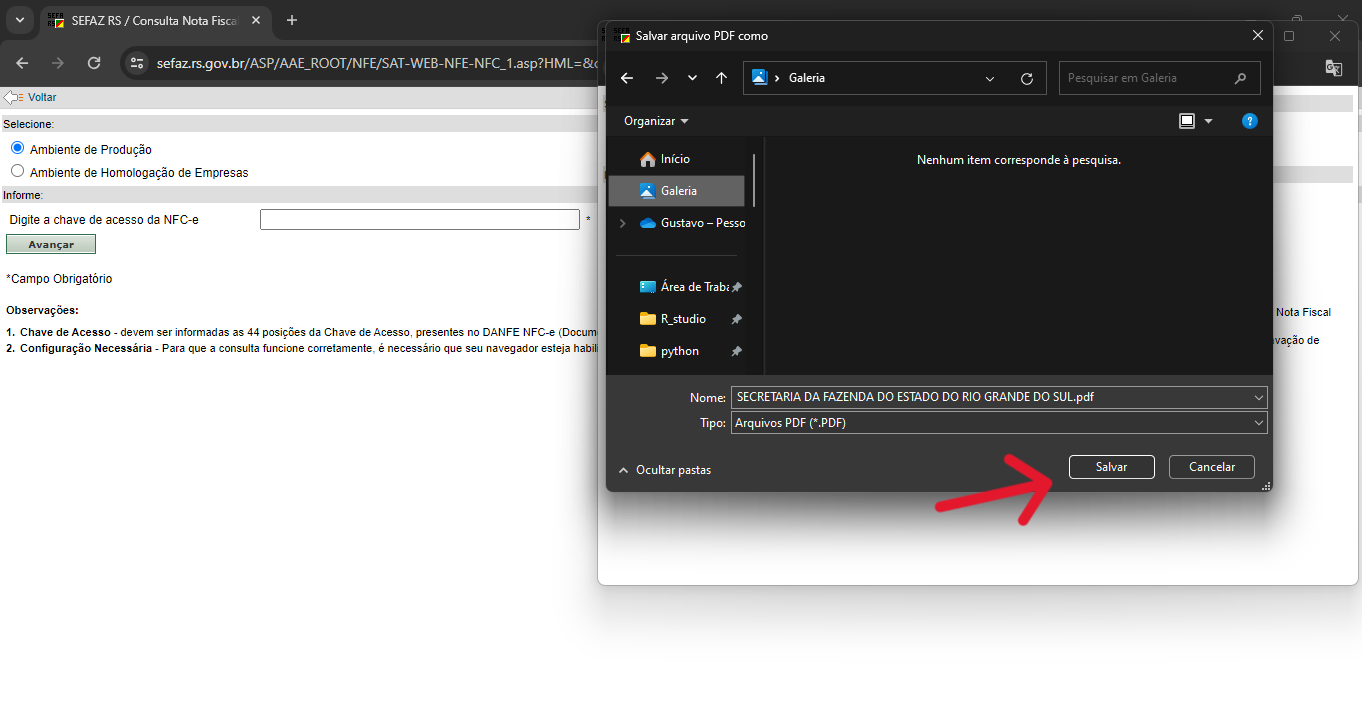 SEFAZ RS / Consulta Nota Fisca
sefaz.rs.gov.br/ASP/AAE_ROOT/NFE/SAT-WEB-NFE-NFC_1.asp?HML=&
Voltar
Selecione:
Ambiente de Produção
Ambiente de Homologação de Empresas
Informe:
Digite a chave de acesso da NFC-e *
Avançar
*Campo Obrigatório
Observações:
1. Chave de Acesso - devem ser informadas as 44 posições da Chave de Acesso, presentes no DANFE NFC-e (Docum
2. Configuração Necessária - Para que a consulta funcione corretamente, é necessário que seu navegador esteja habili
Salvar arquivo PDF como
Galeria
Pesquisar em Galeria
Organizar
?
Início
Galeria
Gustavo – Pesso
Área de Traba
R_studio
python
Nenhum item corresponde à pesquisa.
Nome: SECRETARIA DA FAZENDA DO ESTADO DO RIO GRANDE DO SUL.pdf
Tipo: Arquivos PDF (*.PDF)
Ocultar pastas
Salvar
Cancelar
Nota Fiscal
vação de